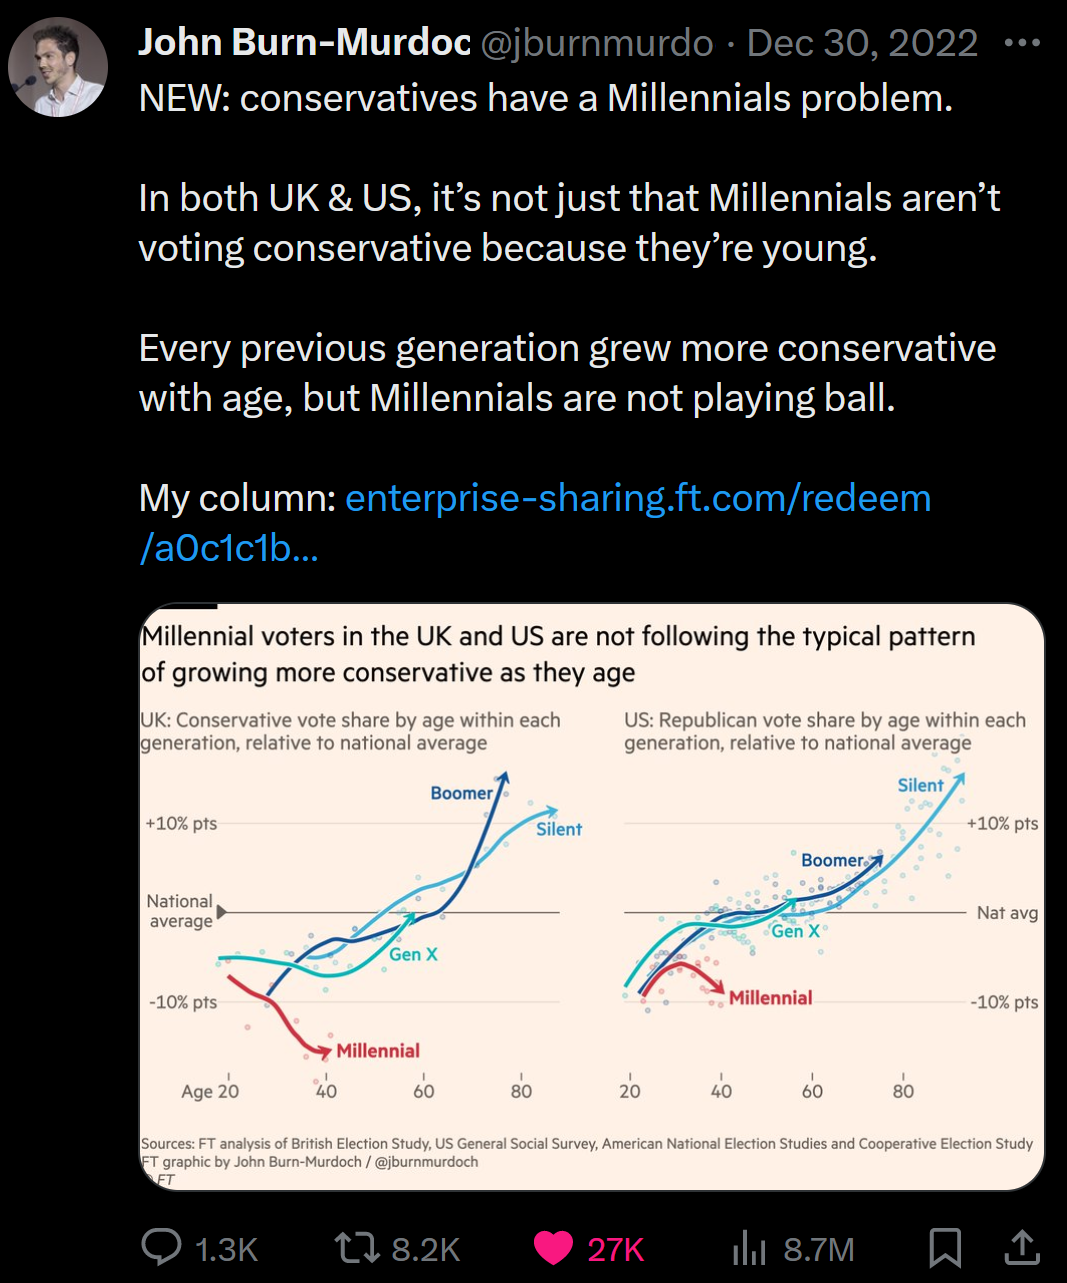 John Burn-Murdoc @jburnmurdo · Dec 30, 2022 ···
NEW: conservatives have a Millennials problem.
In both UK & US, it's not just that Millennials aren't
voting conservative because they're young.
Every previous generation grew more conservative
with age, but Millennials are not playing ball.
My column: enterprise-sharing.ft.com/redeem
/a0c1c1b…
Millennial voters in the UK and US are not following the typical pattern
of growing more conservative as they age
UK: Conservative vote share by age within each
generation, relative to national average
Boomer
+10% pts
Silent
National
average
Gen X
-10% pts
Millennial
Age 20 40 60 80
US: Republican vote share by age within each
generation, relative to national average
Silent
+10% pts
Boomer
Nat avg
Gen X
Millennial
-10% pts
20 40 60 80
Sources: FT analysis of British Election Study, US General Social Survey, American National Election Studies and Cooperative Election Study
FT graphic by John Burn-Murdoch / @jburnmurdoch
© FT
1.3K 8.2K 27K 8.7M